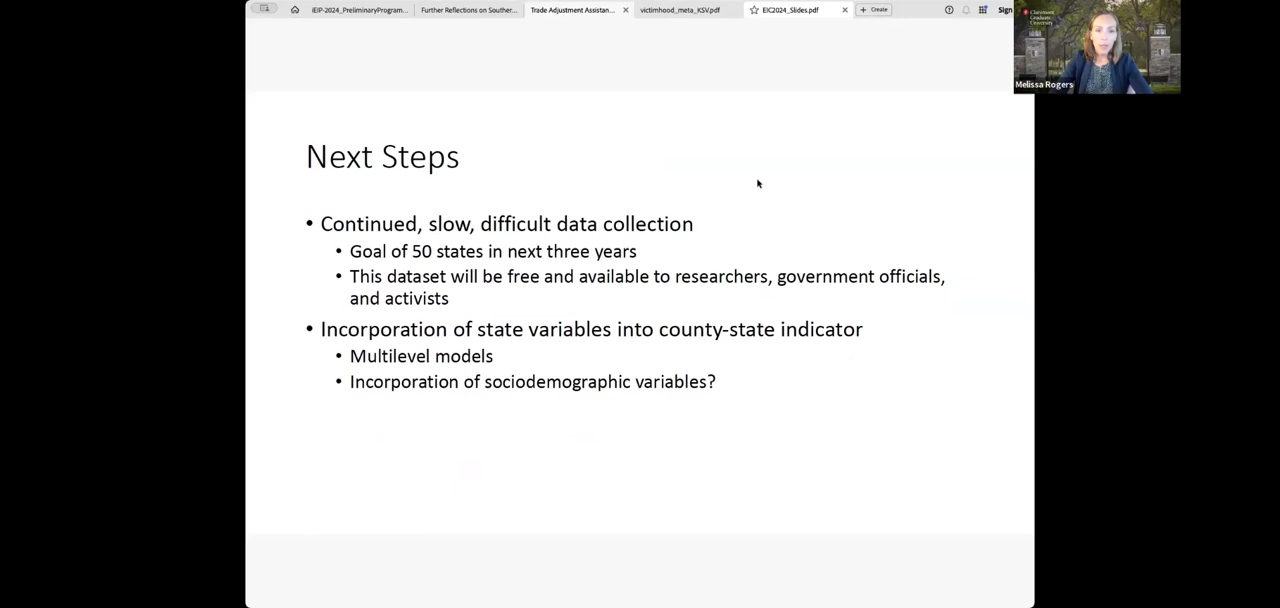 iEIP-2024_PreliminaryProgram...
Further Reflections on Souther...
Trade Adjustment Assistan...
victimhood_meta_KSV.pdf
EIC2024_Slides.pdf
Create
Sign
Claremont
Graduate
University
Melissa Rogers
Next Steps
• Continued, slow, difficult data collection
• Goal of 50 states in next three years
• This dataset will be free and available to researchers, government officials,
and activists
• Incorporation of state variables into county-state indicator
• Multilevel models
• Incorporation of sociodemographic variables?